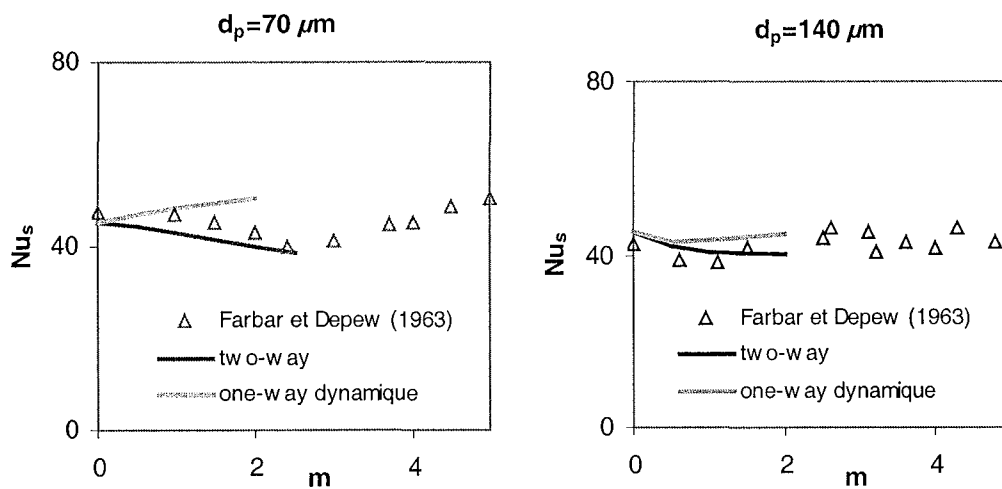 d_p=70 µm
80
40
0
Nu_s
Farbar et Depew (1963)
two-way
one-way dynamique
0
2
4
m
d_p=140 µm
80
40
0
Nu_s
Farbar et Depew (1963)
two-way
one-way dynamique
0
2
4
m